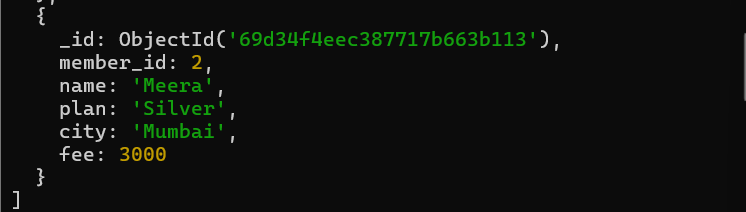 {
_id: ObjectId('69d34f4eec387717b663b113'),
member_id: 2,
name: 'Meera',
plan: 'Silver',
city: 'Mumbai',
fee: 3000
}
]